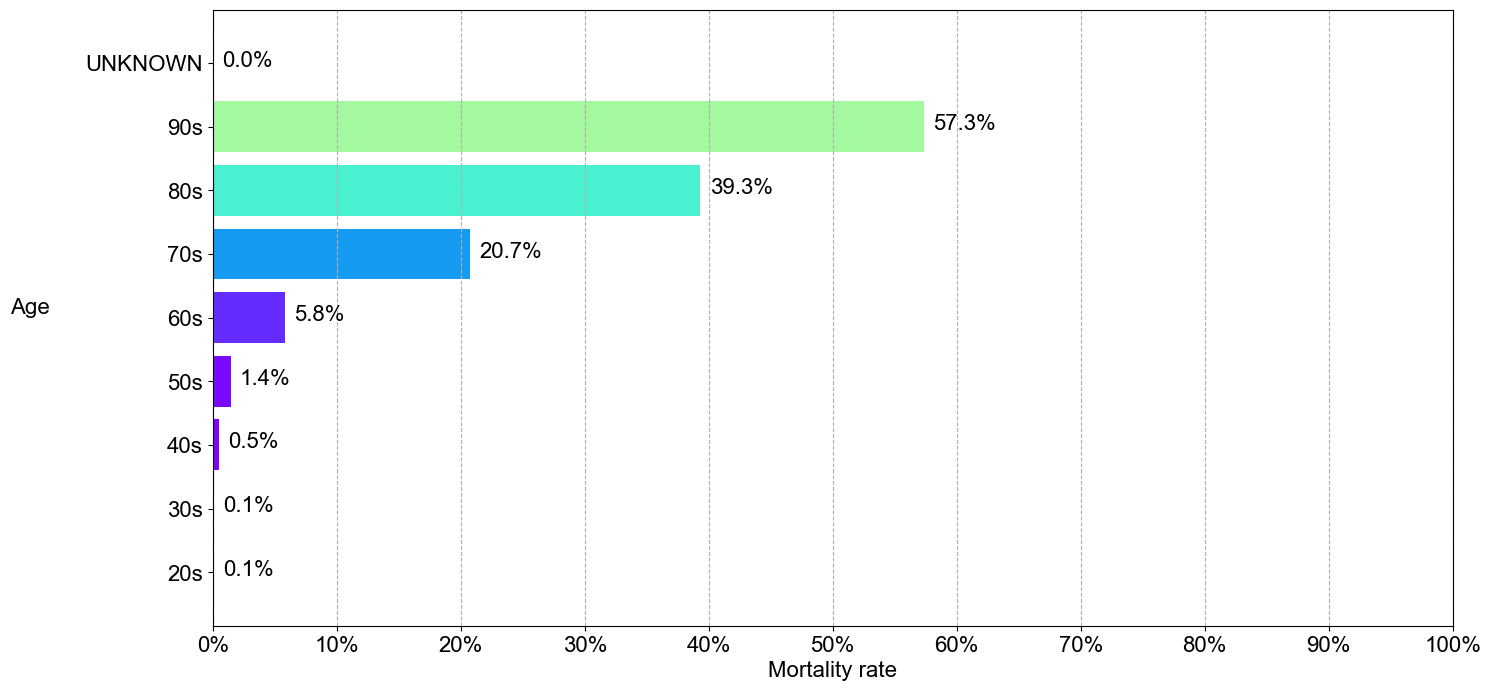 UNKNOWN 0.0%
90s 57.3%
80s 39.3%
70s 20.7%
Age
60s 5.8%
50s 1.4%
40s 0.5%
30s 0.1%
20s 0.1%
0% 10% 20% 30% 40% 50% 60% 70% 80% 90% 100%
Mortality rate